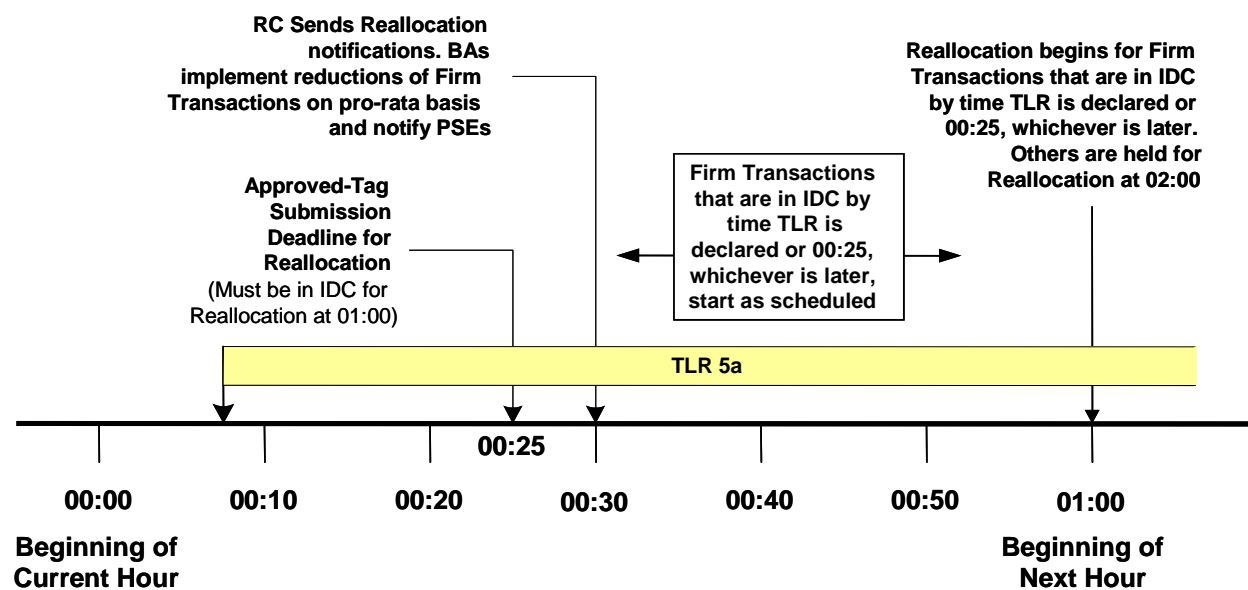 RC Sends Reallocation
notifications. BAs
implement reductions of Firm
Transactions on pro-rata basis
and notify PSEs
Approved-Tag
Submission
Deadline for
Reallocation
(Must be in IDC for
Reallocation at 01:00)
Firm Transactions
that are in IDC by
time TLR is
declared or 00:25,
whichever is later,
start as scheduled
Reallocation begins for Firm
Transactions that are in IDC
by time TLR is declared or
00:25, whichever is later.
Others are held for
Reallocation at 02:00
TLR 5a
00:25
00:00
00:10
00:20
00:30
00:40
00:50
01:00
Beginning of
Current Hour
Beginning of
Next Hour